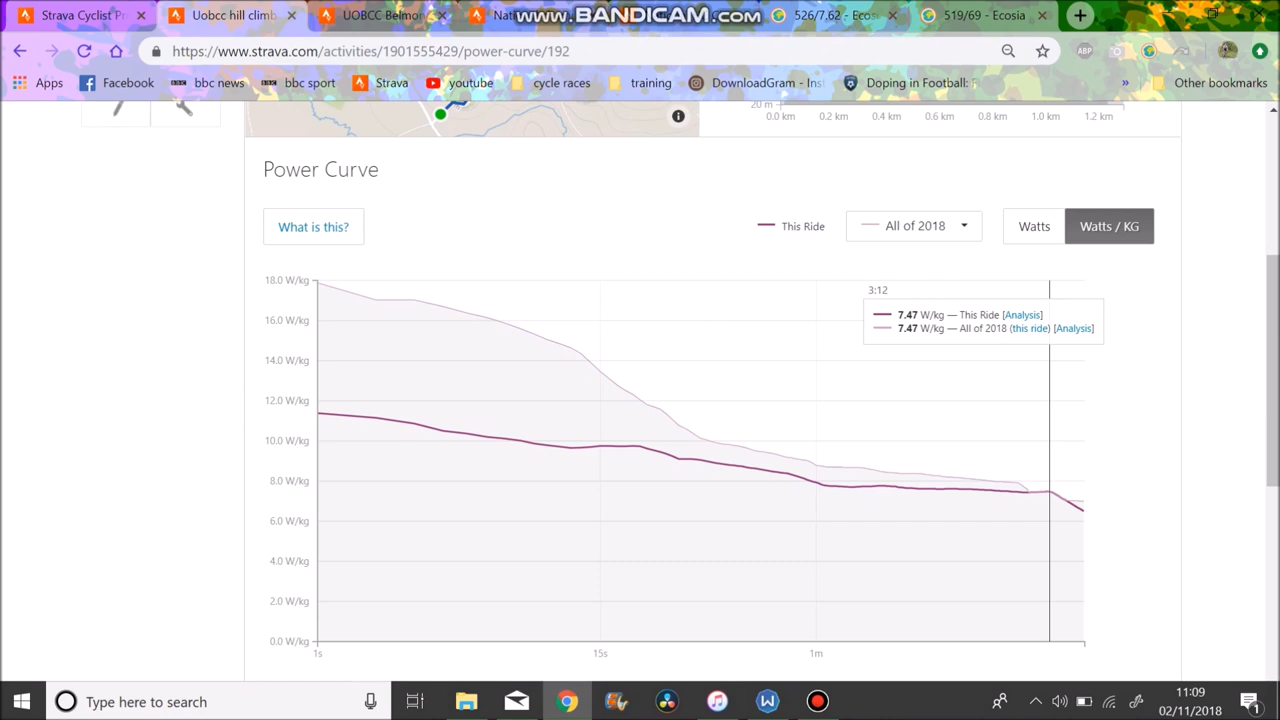 Strava Cyclist Pr
Uobcc hill climb
UOBCC Belmon
Nati
www.BANDICAM.com
526/7,62 - Ecos
519/69 - Ecosia
https://www.strava.com/activities/1901555429/power-curve/192
ABP
Apps
Facebook
bbc news
bbc sport
Strava
youtube
cycle races
training
DownloadGram - Inst
Doping in Football: F
»
Other bookmarks
20 m
0.0 km 0.2 km 0.4 km 0.6 km 0.8 km 1.0 km 1.2 km
Power Curve
What is this?
This Ride
All of 2018
Watts
Watts / KG
18.0 W/kg
16.0 W/kg
14.0 W/kg
12.0 W/kg
10.0 W/kg
8.0 W/kg
6.0 W/kg
4.0 W/kg
2.0 W/kg
0.0 W/kg
3:12
7.47 W/kg — This Ride [Analysis]
7.47 W/kg — All of 2018 (this ride) [Analysis]
1s
15s
1m
Type here to search
11:09
02/11/2018
1